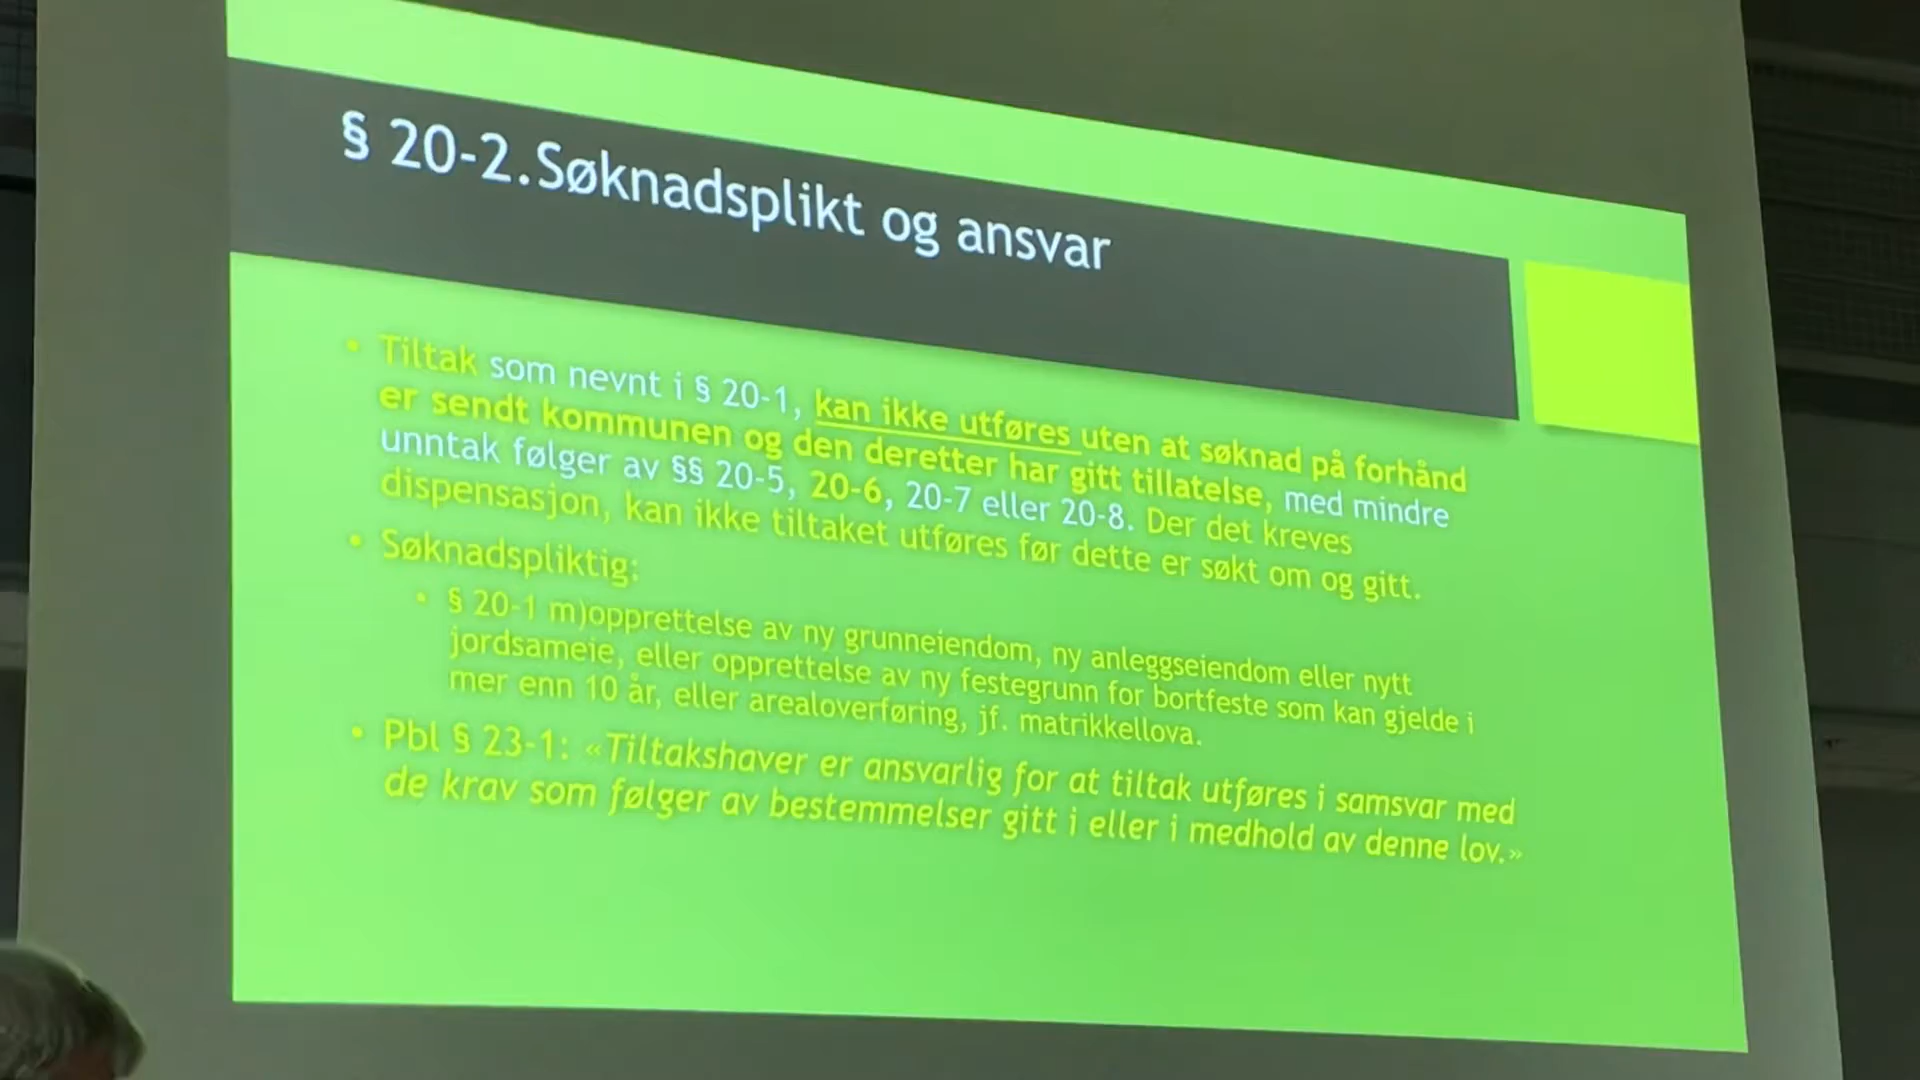 § 20-2.Søknadsplikt og ansvar
• Tiltak som nevnt i § 20-1, kan ikke utføres uten at søknad på forhånd
er sendt kommunen og den deretter har gitt tillatelse, med mindre
unntak følger av §§ 20-5, 20-6, 20-7 eller 20-8. Der det kreves
dispensasjon, kan ikke tiltaket utføres før dette er søkt om og gitt.
• Søknadspliktig:
• § 20-1 m)opprettelse av ny grunneiendom, ny anleggseiendom eller nytt
jordsameie, eller opprettelse av ny festegrunn for bortfeste som kan gjelde i
mer enn 10 år, eller arealoverføring, jf. matrikkellova.
• Pbl § 23-1: «Tiltakshaver er ansvarlig for at tiltak utføres i samsvar med
de krav som følger av bestemmelser gitt i eller i medhold av denne lov.»